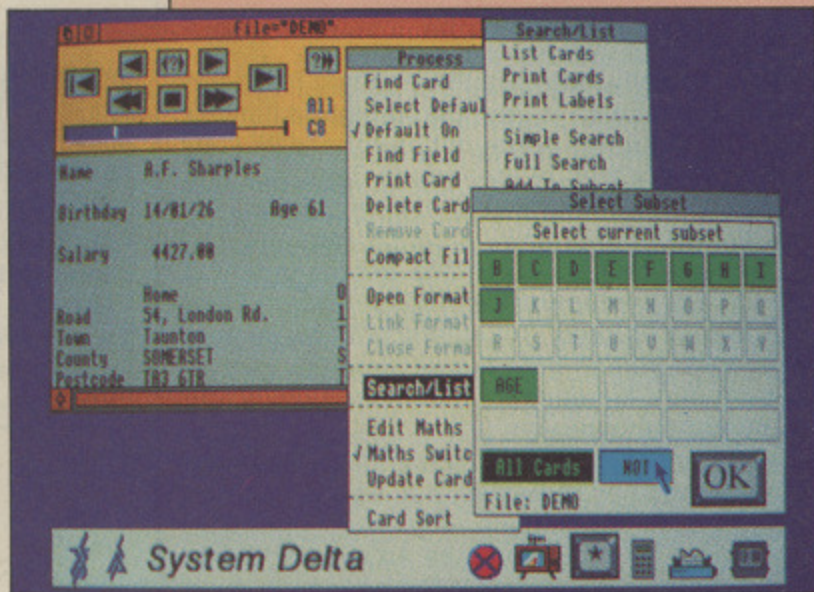 File="DEMO"
All
C8
Name A.F. Sharples
Birthday 14/01/26 Age 61
Salary 4427.00
Home
Road 54, London Rd.
Town Taunton
County SOMERSET
Postcode TA3 6TR
Process
Find Card
Select Defaul
√ Default On
Find Field
Print Card
Delete Card
Remove Card
Compact Fil
Open Format
Link Format
Close Forma
Search/List
Edit Maths
√ Maths Switc
Update Card
Card Sort
Search/List
List Cards
Print Cards
Print Labels
Simple Search
Full Search
Add To Subset
Select Subset
Select current subset
B C D E F G H I
J K L M N O P Q
R S T U V W X Y
AGE
All Cards NOT OK
File: DEMO
System Delta